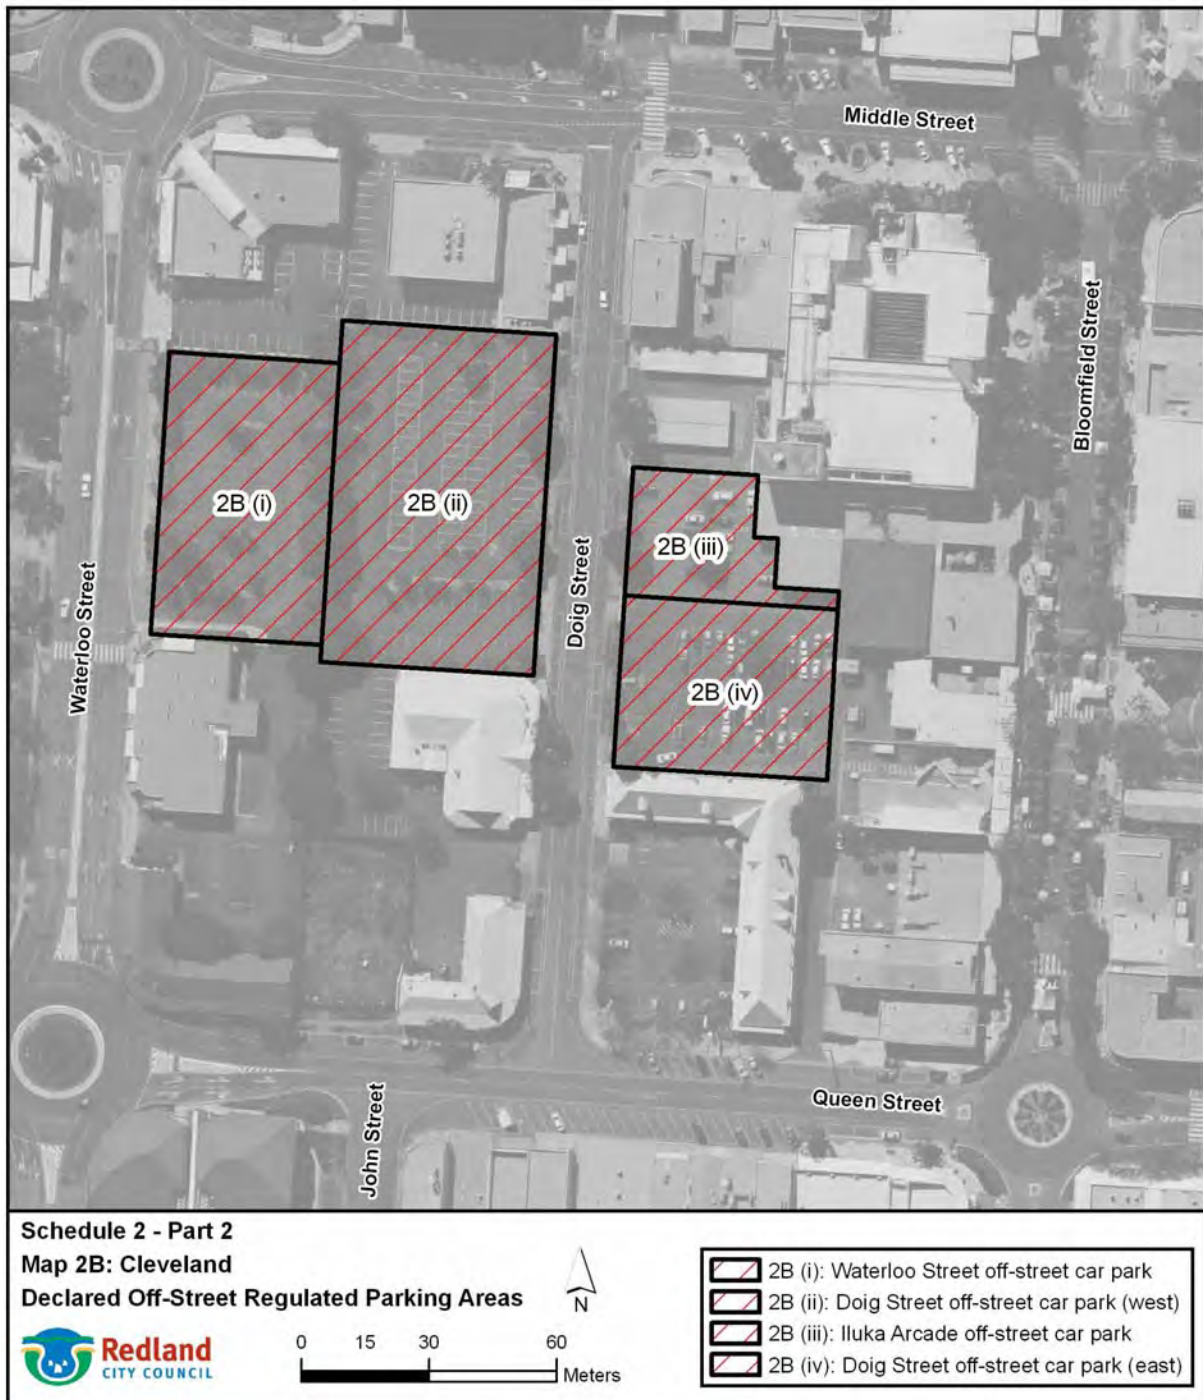 Middle Street
Bloomfield Street
2B (i)
2B (ii)
2B (iii)
Doig Street
Waterloo Street
2B (iv)
Queen Street
John Street
Schedule 2 - Part 2
Map 2B: Cleveland
Declared Off-Street Regulated Parking Areas
N
Redland
CITY COUNCIL
0 15 30 60
Meters
2B (i): Waterloo Street off-street car park
2B (ii): Doig Street off-street car park (west)
2B (iii): Iluka Arcade off-street car park
2B (iv): Doig Street off-street car park (east)